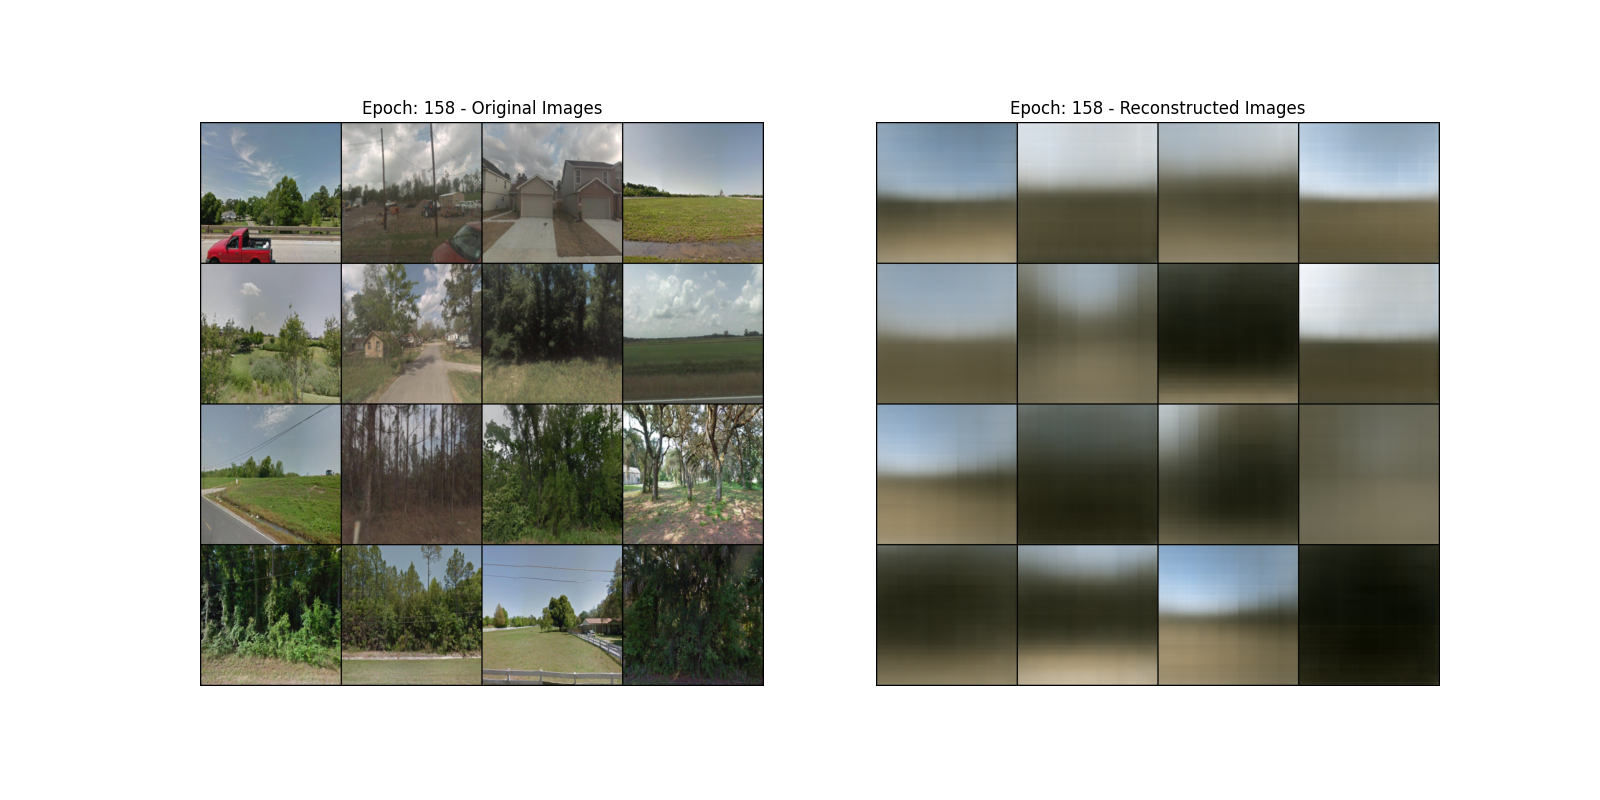 Epoch: 158 - Original Images
Epoch: 158 - Reconstructed Images